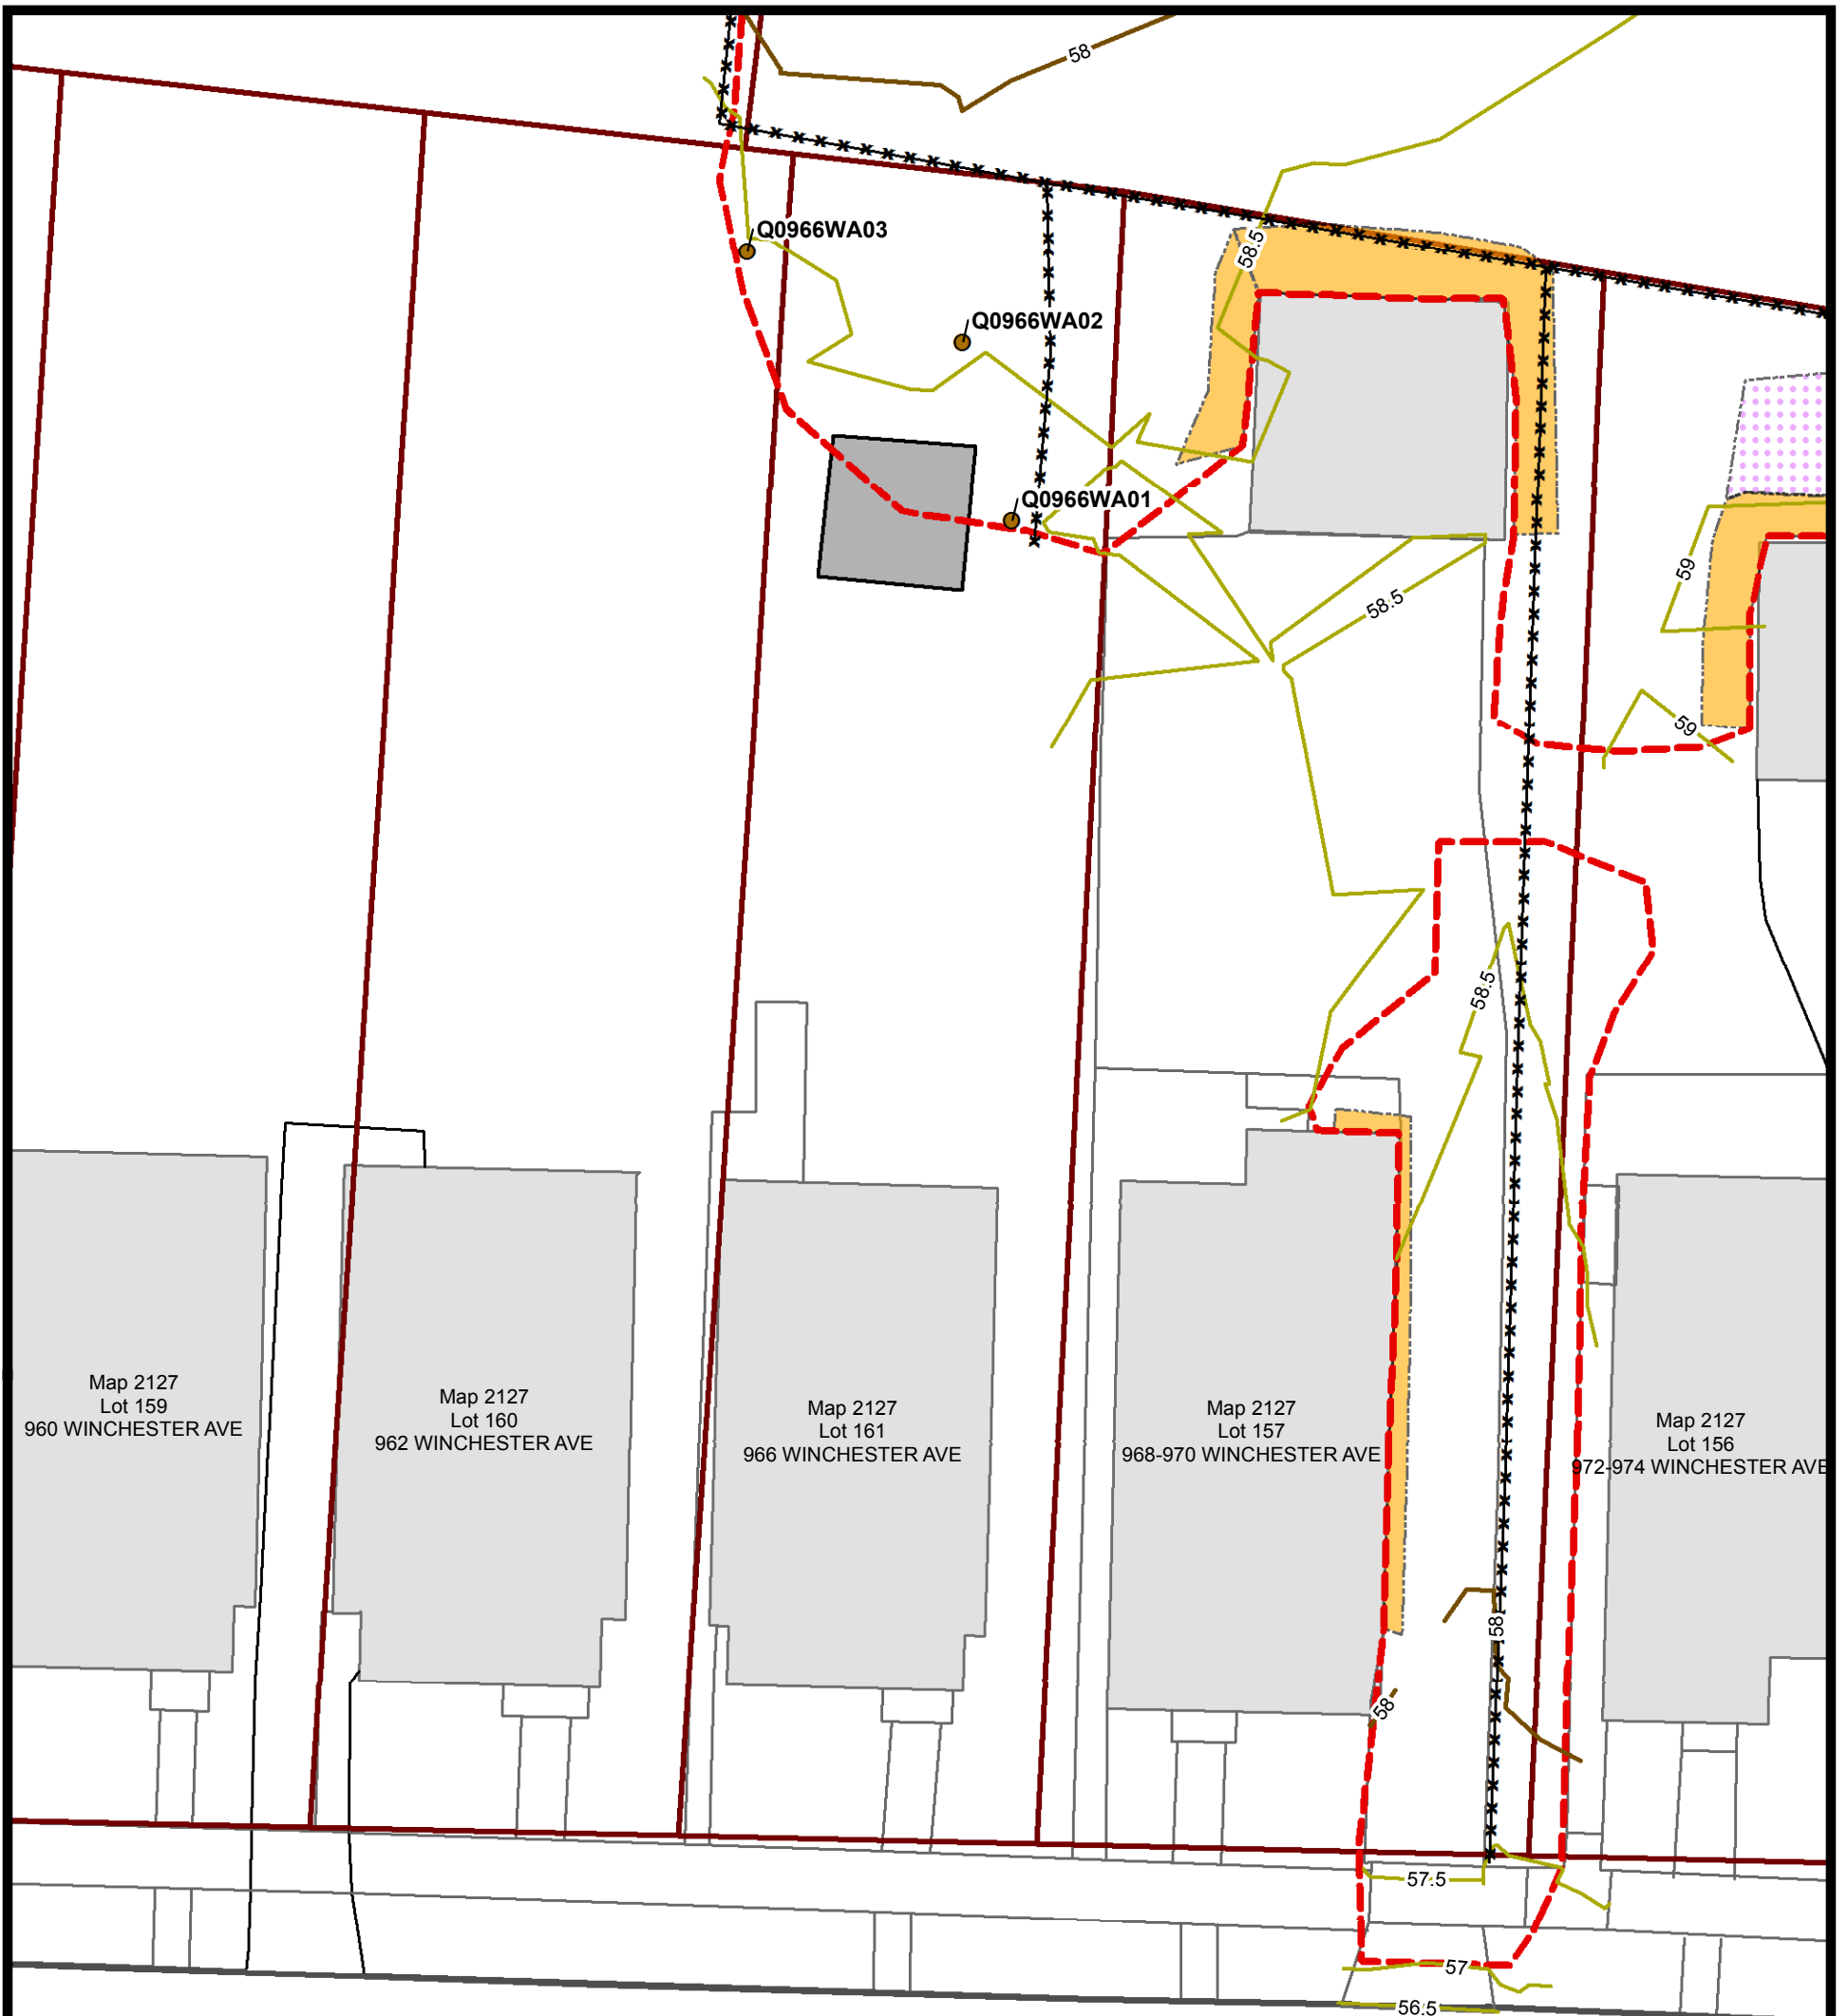 58
Q0966WA03
58.5
Q0966WA02
Q0966WA01
59
58.5
59
58.5
Map 2127
Lot 159
960 WINCHESTER AVE
Map 2127
Lot 160
962 WINCHESTER AVE
Map 2127
Lot 161
966 WINCHESTER AVE
Map 2127
Lot 157
968-970 WINCHESTER AVE
Map 2127
Lot 156
972-974 WINCHESTER AVE
58
58
57.5
57
56.5